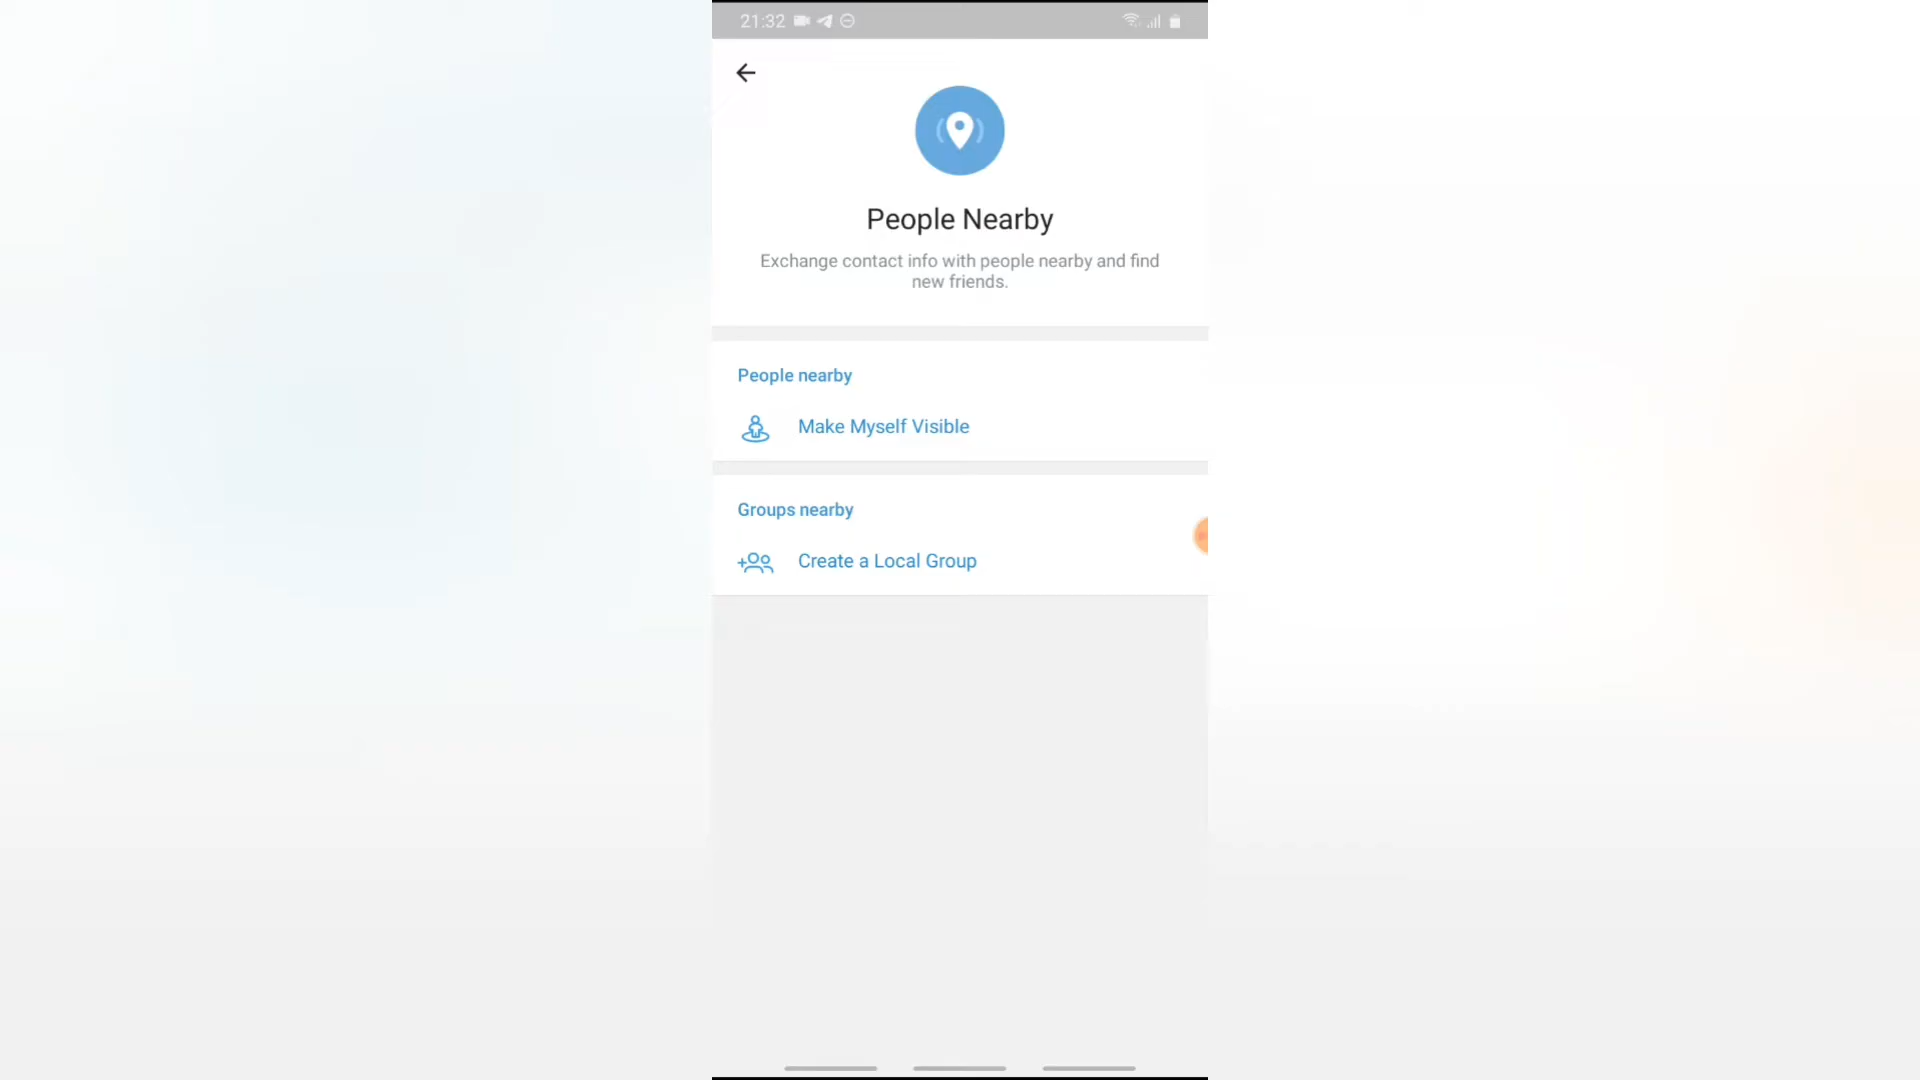 21:32
People Nearby
Exchange contact info with people nearby and find
new friends.
People nearby
Make Myself Visible
Groups nearby
Create a Local Group